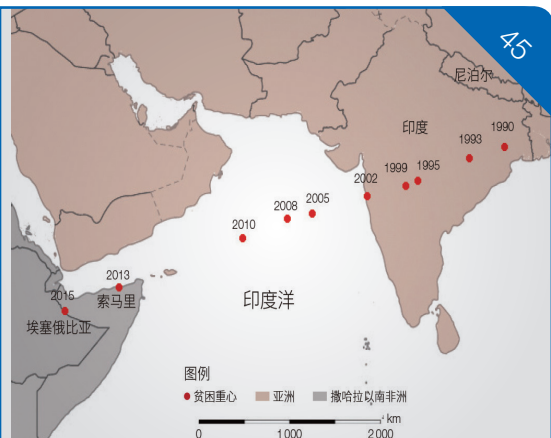 45
尼泊尔
印度
1990
1993
1995
1999
2002
2005
2008
2010
2013
索马里
2015
埃塞俄比亚
印度洋
图例
贫困重心 亚洲 撒哈拉以南非洲
km
0 1 000 2 000